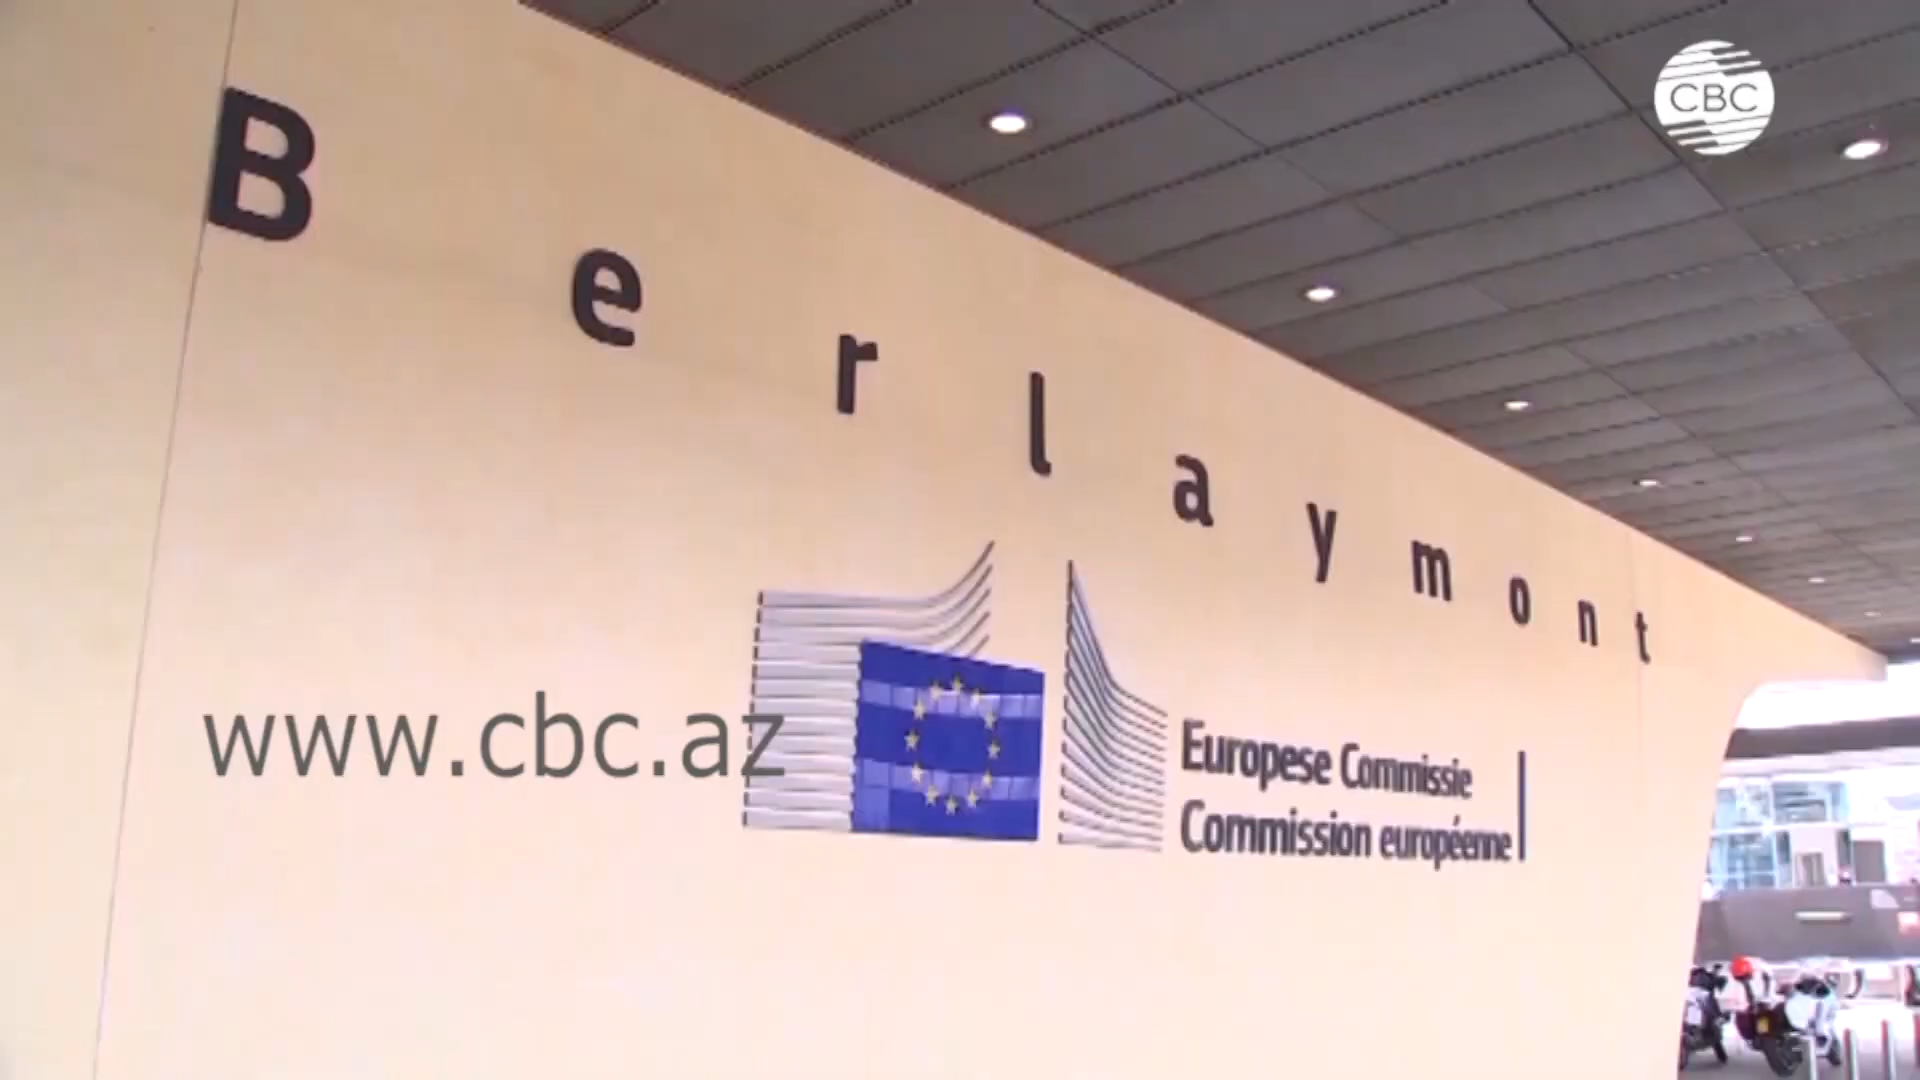 CBC
Berlaymont
www.cbc.az
Europese Commissie
Commission européenne